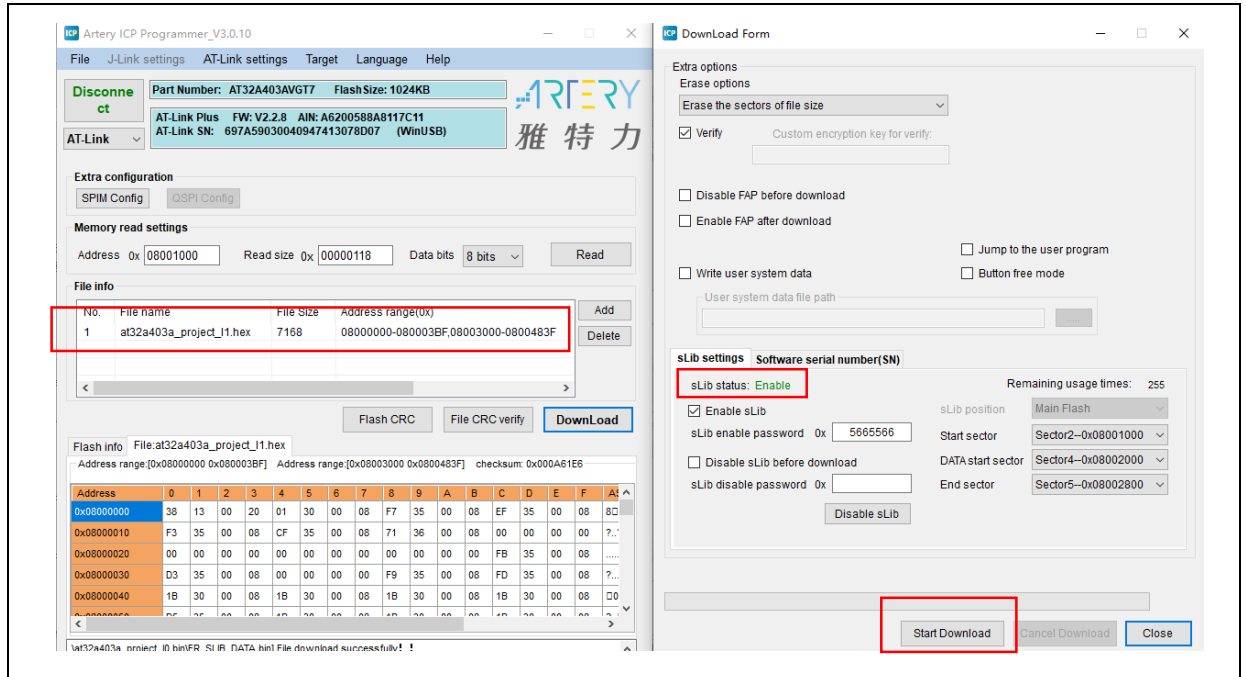 Artery ICP Programmer_V3.0.10
File J-Link settings AT-Link settings Target Language Help
Disconne
ct
Part Number: AT32A403AVGT7 FlashSize: 1024KB
AT-Link Plus FW: V2.2.8 AIN: A6200588A8117C11
AT-Link SN: 697A59030040947413078D07 (WinUSB)
AT-Link
ARTERY
雅特力
Extra configuration
SPIM Config QSPI Config
Memory read settings
Address 0x 08001000 Read size 0x 00000118 Data bits 8 bits Read
File info
No. File name File Size Address range(0x)
1 at32a403a_project_l1.hex 7168 08000000-080003BF,08003000-0800483F
Add
Delete
Flash CRC File CRC verify DownLoad
Flash info File:at32a403a_project_l1.hex
Address range:[0x08000000 0x080003BF] Address range:[0x08003000 0x0800483F] checksum: 0x000A61E6
Address 0 1 2 3 4 5 6 7 8 9 A B C D E F
0x08000000 38 13 00 20 01 30 00 08 F7 35 00 08 EF 35 00 08
0x08000010 F3 35 00 08 CF 35 00 08 71 36 00 08 00 00 00 00
0x08000020 00 00 00 00 00 00 00 00 00 00 00 00 FB 35 00 08
0x08000030 D3 35 00 08 00 00 00 00 F9 35 00 08 FD 35 00 08
0x08000040 1B 30 00 08 1B 30 00 08 1B 30 00 08 1B 30 00 08
\at32a403a_project_l0.bin\ER_SLIB_DATA.bin] File download successfully! !
ICP DownLoad Form
Extra options
Erase options
Erase the sectors of file size
Verify Custom encryption key for verify:
Disable FAP before download
Enable FAP after download
Jump to the user program
Write user system data Button free mode
User system data file path
...
sLib settings Software serial number(SN)
sLib status: Enable Remaining usage times: 255
Enable sLib sLib position Main Flash
sLib enable password 0x 5665566 Start sector Sector2--0x08001000
Disable sLib before download DATA start sector Sector4--0x08002000
sLib disable password 0x End sector Sector5--0x08002800
Disable sLib
Start Download Cancel Download Close